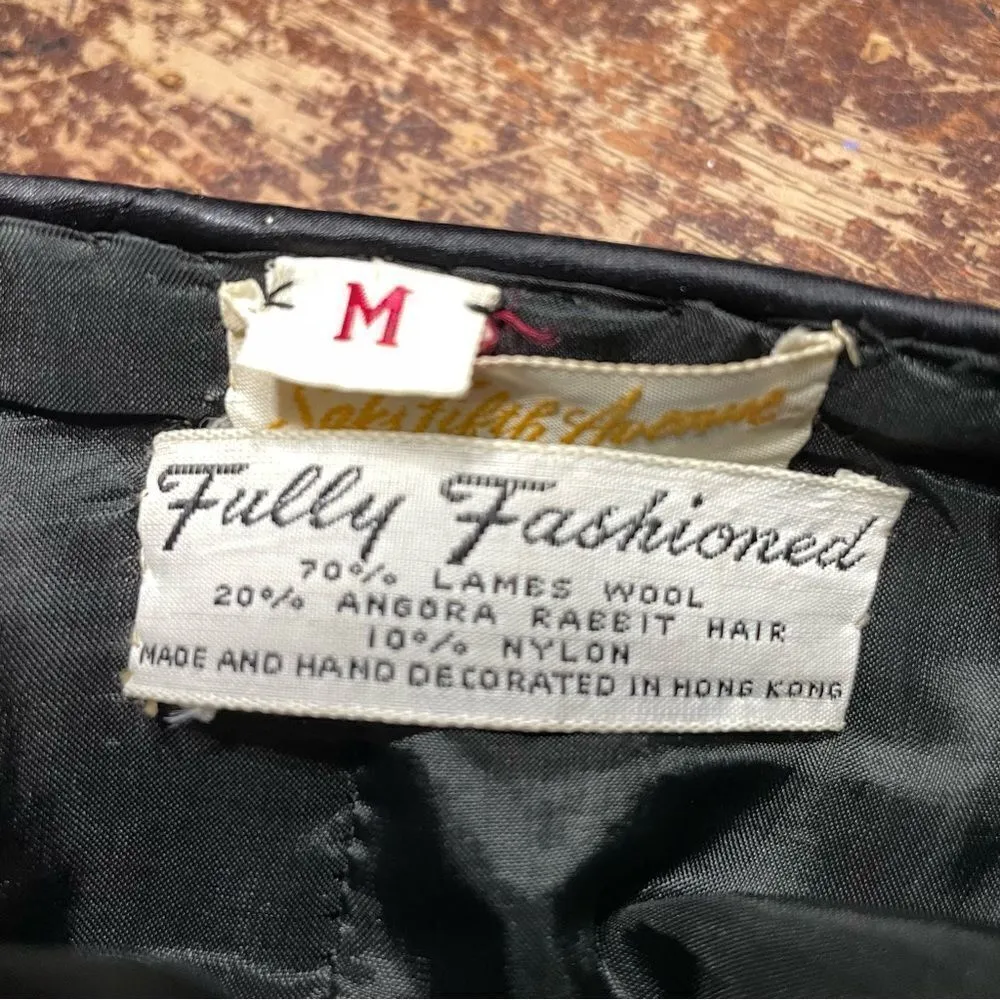 M
Saks Fifth Avenue
Fully Fashioned
70% LAMES WOOL
20% ANGORA RABBIT HAIR
10% NYLON
MADE AND HAND DECORATED IN HONG KONG